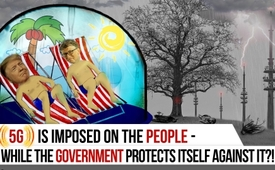 5G IS IMPOSED ON THE PEOPLE -
WHILE THE GOVERNMENT PROTECTS ITSELF AGAINST IT?!